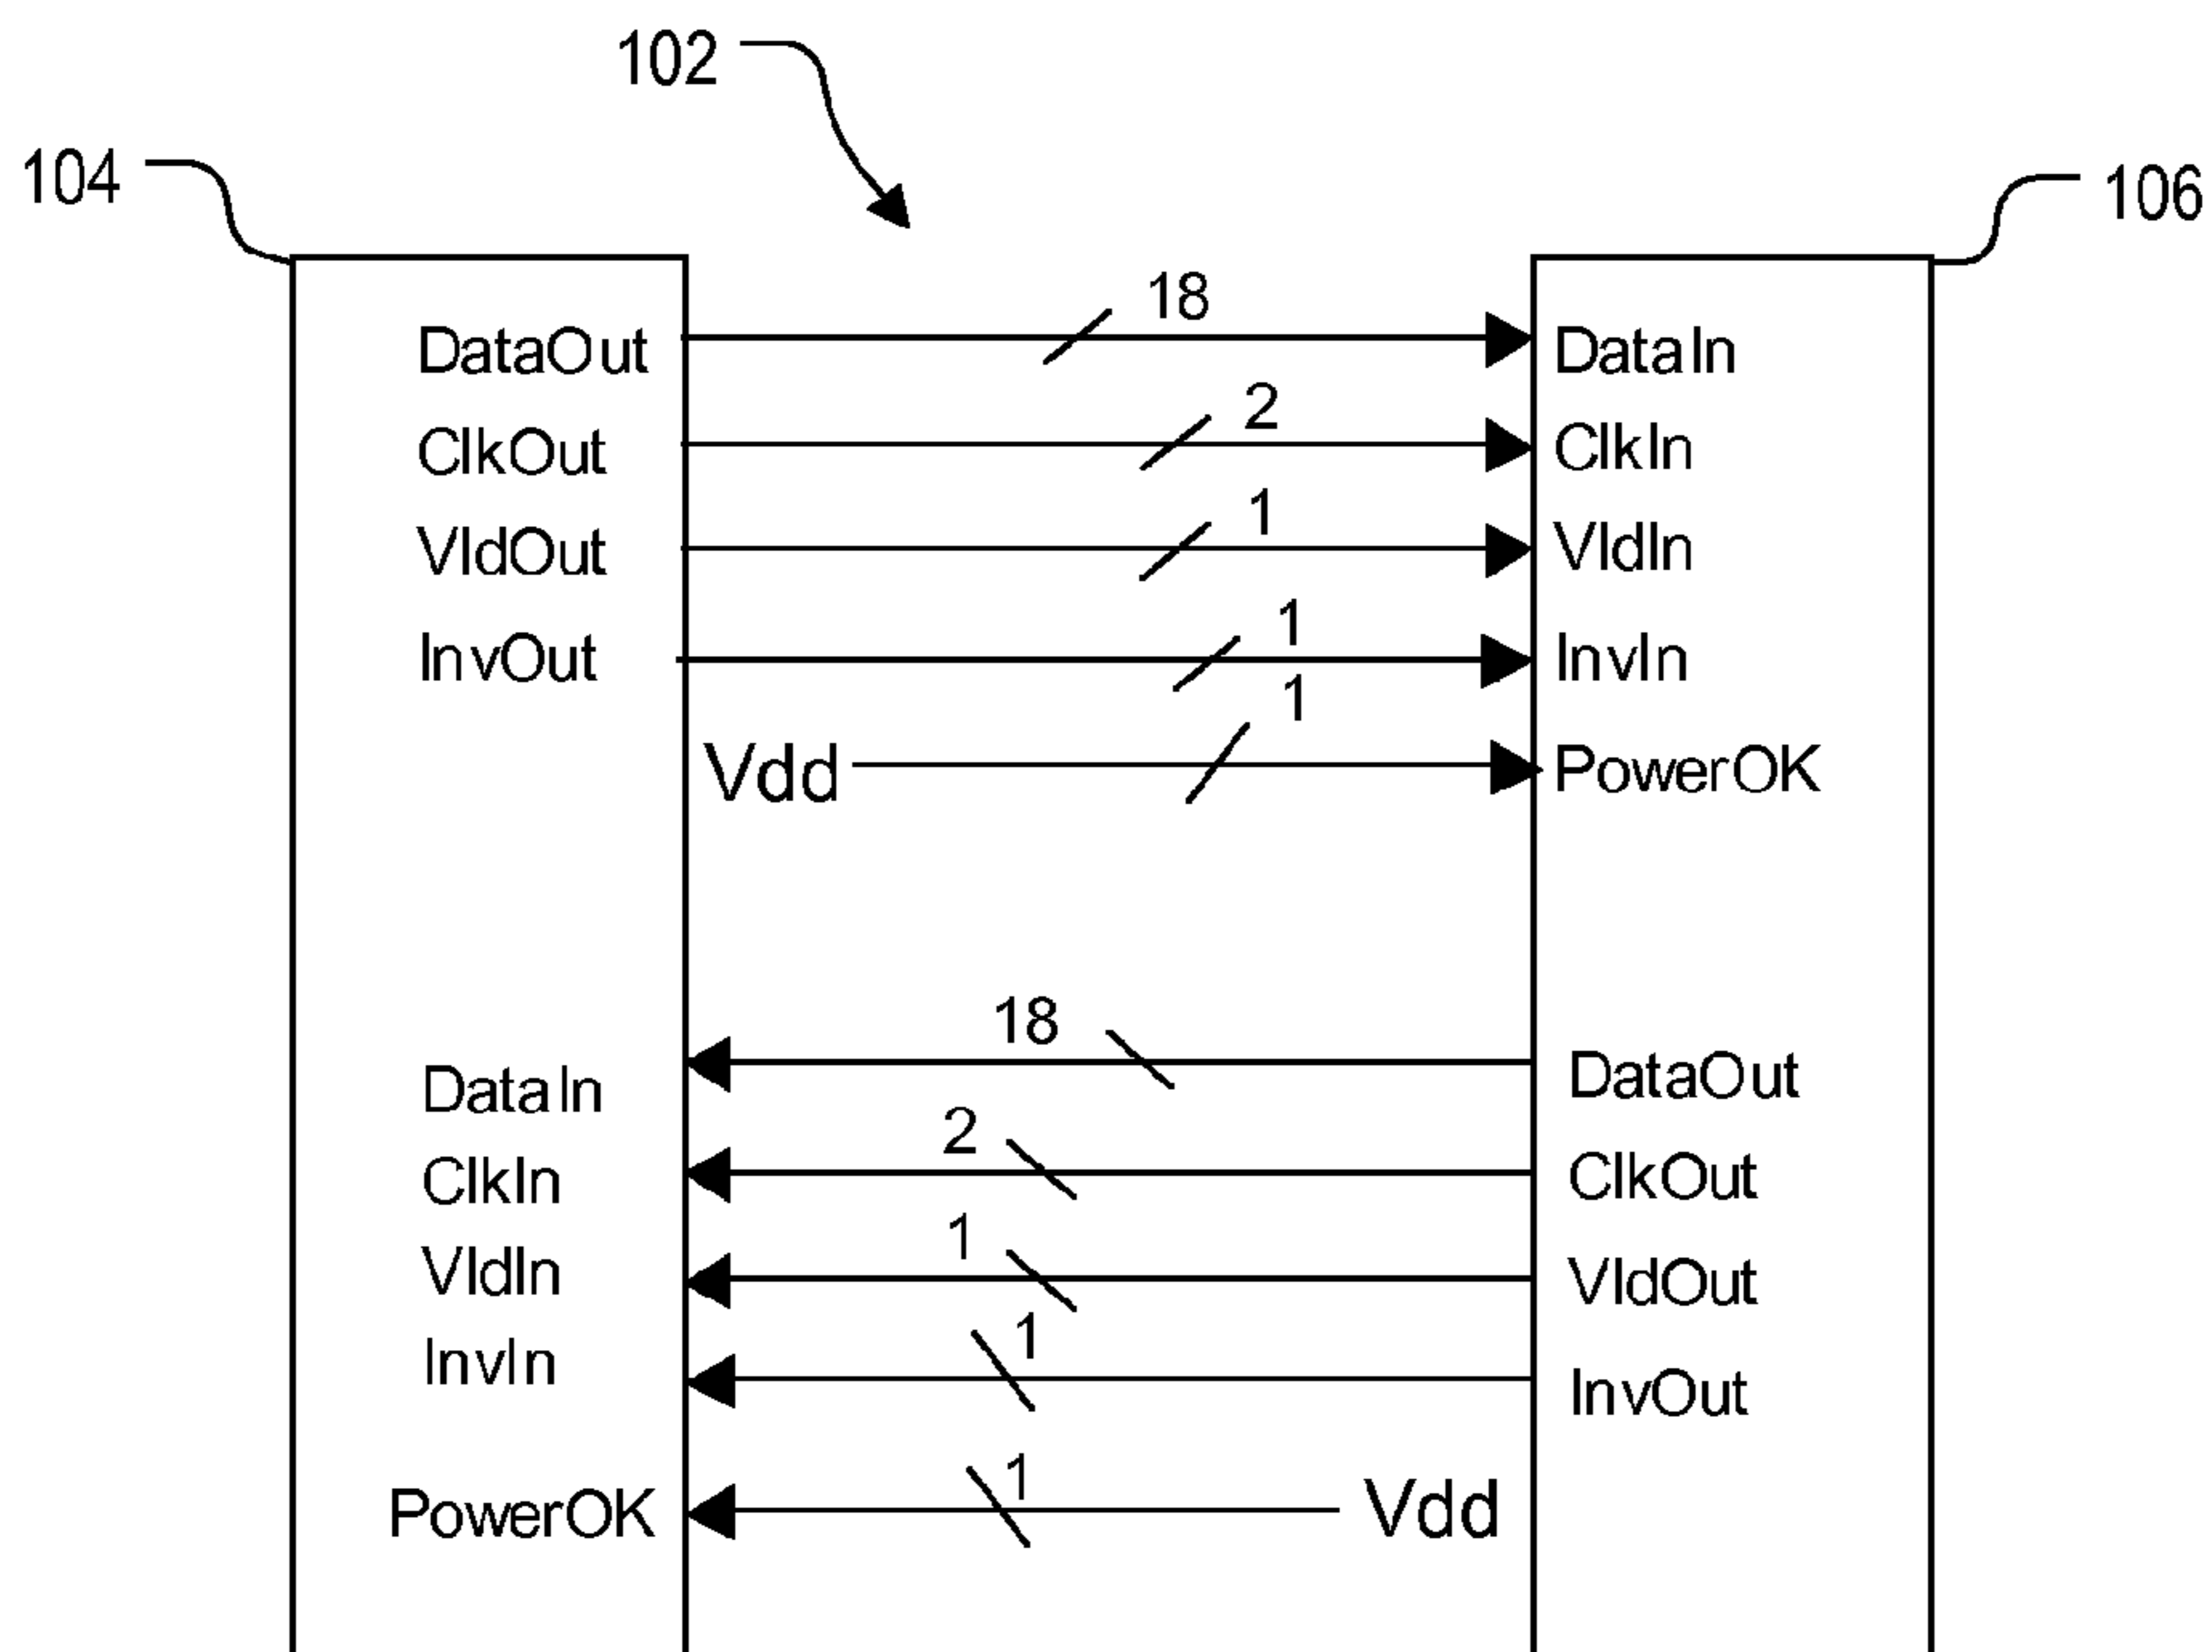 102
104
106
18
DataOut
DataIn
2
ClkOut
ClkIn
1
VldOut
VldIn
1
InvOut
InvIn
1
Vdd
PowerOK
18
DataIn
DataOut
2
ClkIn
ClkOut
1
VldIn
VldOut
1
InvIn
InvOut
1
PowerOK
Vdd